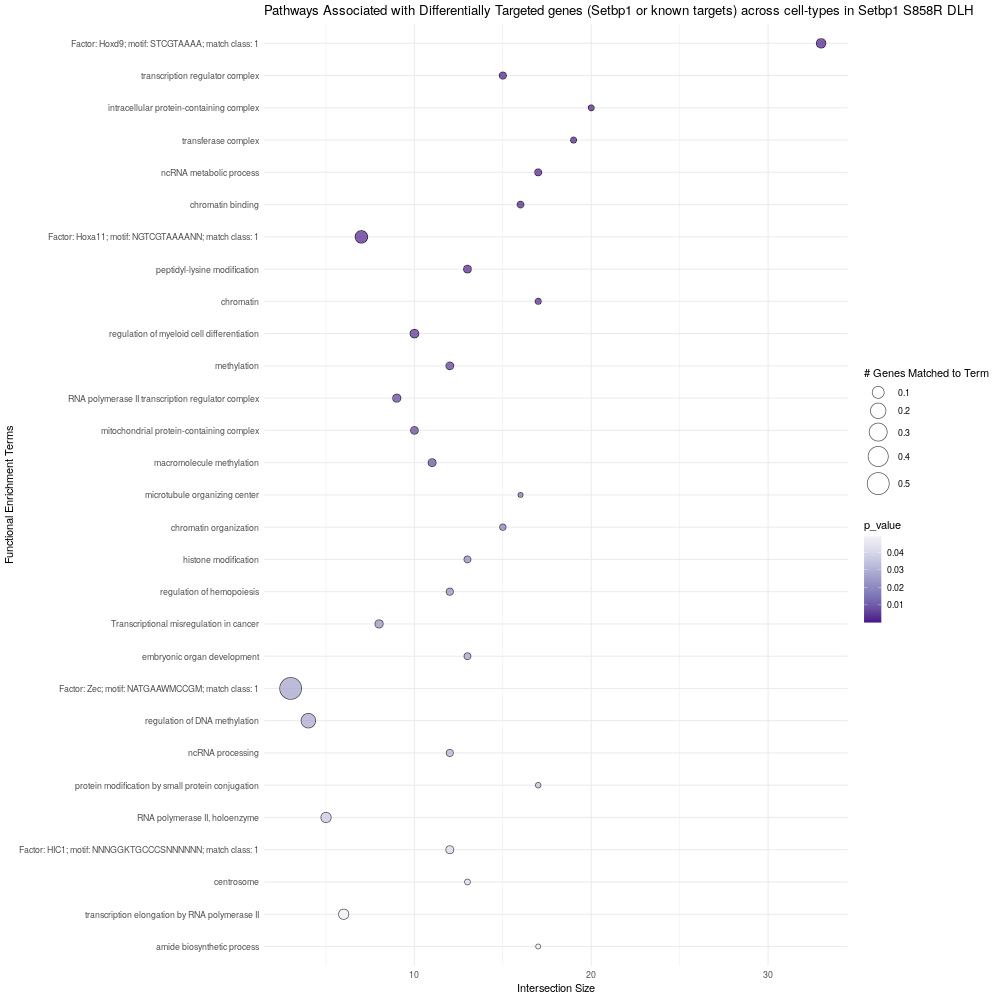 Pathways Associated with Differentially Targeted genes (Setbp1 or known targets) across cell-types in Setbp1 S858R DLH
Functional Enrichment Terms
Factor: Hoxd9; motif: STCGTAAAA; match class: 1
transcription regulator complex
intracellular protein-containing complex
transferase complex
ncRNA metabolic process
chromatin binding
Factor: Hoxa11; motif: NGTCGTAAAANN; match class: 1
peptidyl-lysine modification
chromatin
regulation of myeloid cell differentiation
methylation
RNA polymerase II transcription regulator complex
mitochondrial protein-containing complex
macromolecule methylation
microtubule organizing center
chromatin organization
histone modification
regulation of hemopoiesis
Transcriptional misregulation in cancer
embryonic organ development
Factor: Zec; motif: NATGAAWMCCGM; match class: 1
regulation of DNA methylation
ncRNA processing
protein modification by small protein conjugation
RNA polymerase II, holoenzyme
Factor: HIC1; motif: NNNGGKTGCCCSNNNNNN; match class: 1
centrosome
transcription elongation by RNA polymerase II
amide biosynthetic process
10 20 30
Intersection Size
# Genes Matched to Term
0.1
0.2
0.3
0.4
0.5
p_value
0.04
0.03
0.02
0.01